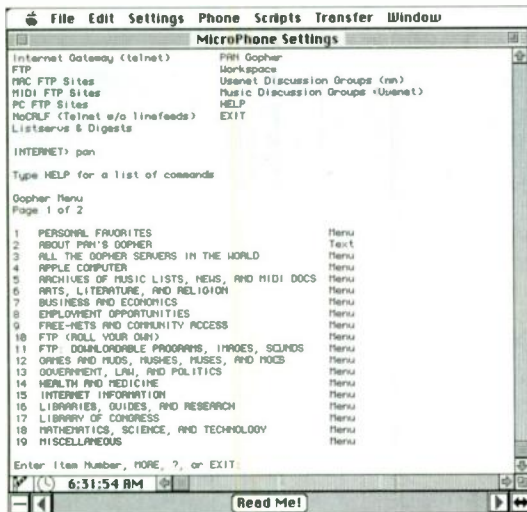 File Edit Settings Phone Scripts Transfer Window
MicroPhone Settings
Internet Gateway (telnet) PAN Gopher
FTP Workspace
MAC FTP Sites Usenet Discussion Groups (nn)
MIDI FTP Sites Music Discussion Groups (Usenet)
PC FTP Sites HELP
NoCRLF (Telnet w/o linefeeds) EXIT
Listservs & Digests
INTERNET> pan
Type HELP for a list of commands
Gopher Menu
Page 1 of 2
1 PERSONAL FAVORITES Menu
2 ABOUT PAN'S GOPHER Text
3 ALL THE GOPHER SERVERS IN THE WORLD Menu
4 APPLE COMPUTER Menu
5 ARCHIVES OF MUSIC LISTS, NEWS, AND MIDI DOCS Menu
6 ARTS, LITERATURE, AND RELIGION Menu
7 BUSINESS AND ECONOMICS Menu
8 EMPLOYMENT OPPORTUNITIES Menu
9 FREE-NETS AND COMMUNITY ACCESS Menu
10 FTP (ROLL YOUR OWN) Menu
11 FTP: DOWNLOADABLE PROGRAMS, IMAGES, SOUNDS Menu
12 GAMES AND MUDS, MUSHES, MUSES, AND MOOS Menu
13 GOVERNMENT, LAW, AND POLITICS Menu
14 HEALTH AND MEDICINE Menu
15 INTERNET INFORMATION Menu
16 LIBRARIES, GUIDES, AND RESEARCH Menu
17 LIBRARY OF CONGRESS Menu
18 MATHEMATICS, SCIENCE, AND TECHNOLOGY Menu
19 MISCELLANEOUS Menu
Enter Item Number, MORE, ?, or EXIT:
6:31:54 AM
Read Me!